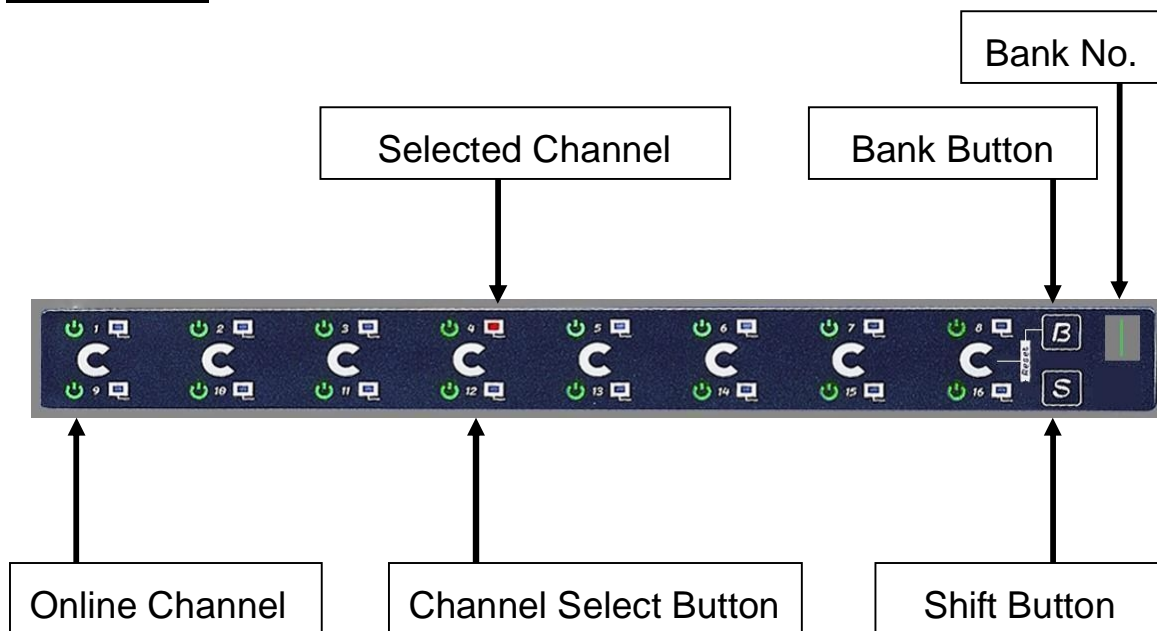 Bank No.
Selected Channel
Bank Button
1 2 3 4 5 6 7 8 B
C C C C C C C C Reset
9 10 11 12 13 14 15 16 S
Online Channel
Channel Select Button
Shift Button